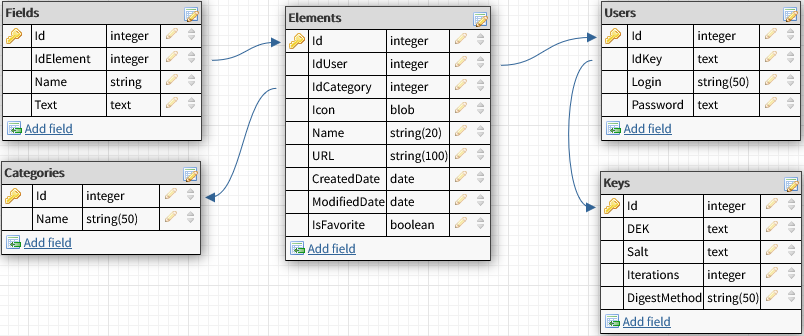 Fields
Id integer
IdElement integer
Name string
Text text
Add field
Categories
Id integer
Name string(50)
Add field
Elements
Id integer
IdUser integer
IdCategory integer
Icon blob
Name string(20)
URL string(100)
CreatedDate date
ModifiedDate date
IsFavorite boolean
Add field
Users
Id integer
IdKey text
Login string(50)
Password text
Add field
Keys
Id integer
DEK text
Salt text
Iterations integer
DigestMethod string(50)
Add field